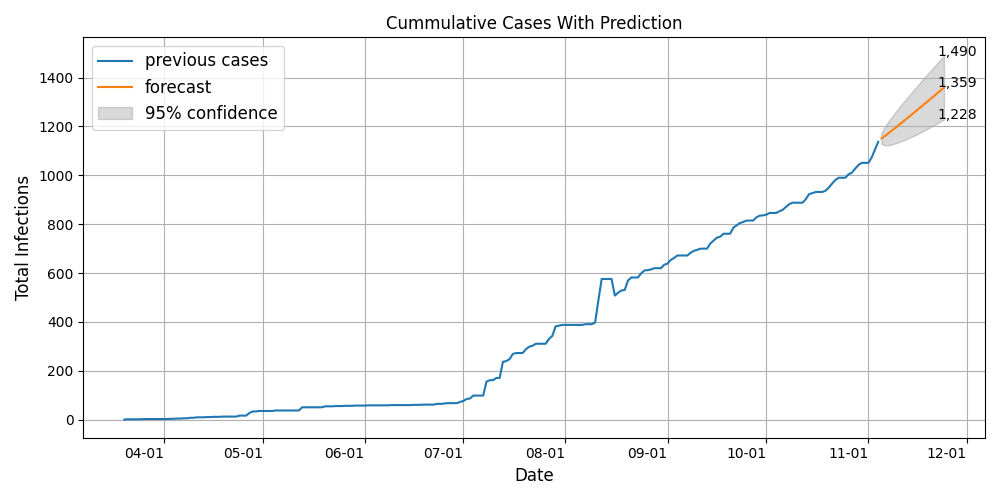 Cummulative Cases With Prediction
previous cases
forecast
95% confidence
1,490
1,359
1,228
1400
1200
1000
800
600
400
200
0
Total Infections
04-01 05-01 06-01 07-01 08-01 09-01 10-01 11-01 12-01
Date